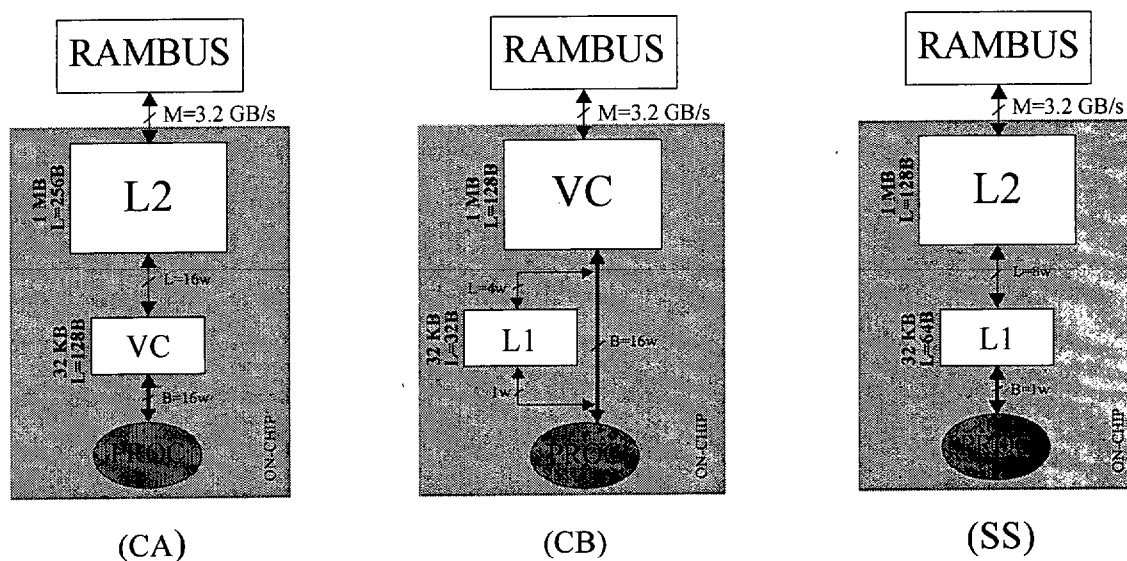 RAMBUS
M=3.2 GB/s
1 MB
L=256B
L2
L=16w
32 KB
L=128B
VC
B=16w
PROC
ON-CHIP
(CA)
RAMBUS
M=3.2 GB/s
1 MB
L=128B
VC
L=4w
32 KB
L=32B
L1
B=16w
1w
PROC
ON-CHIP
(CB)
RAMBUS
M=3.2 GB/s
1 MB
L=128B
L2
L=8w
32 KB
L=64B
L1
B=1w
PROC
ON-CHIP
(SS)